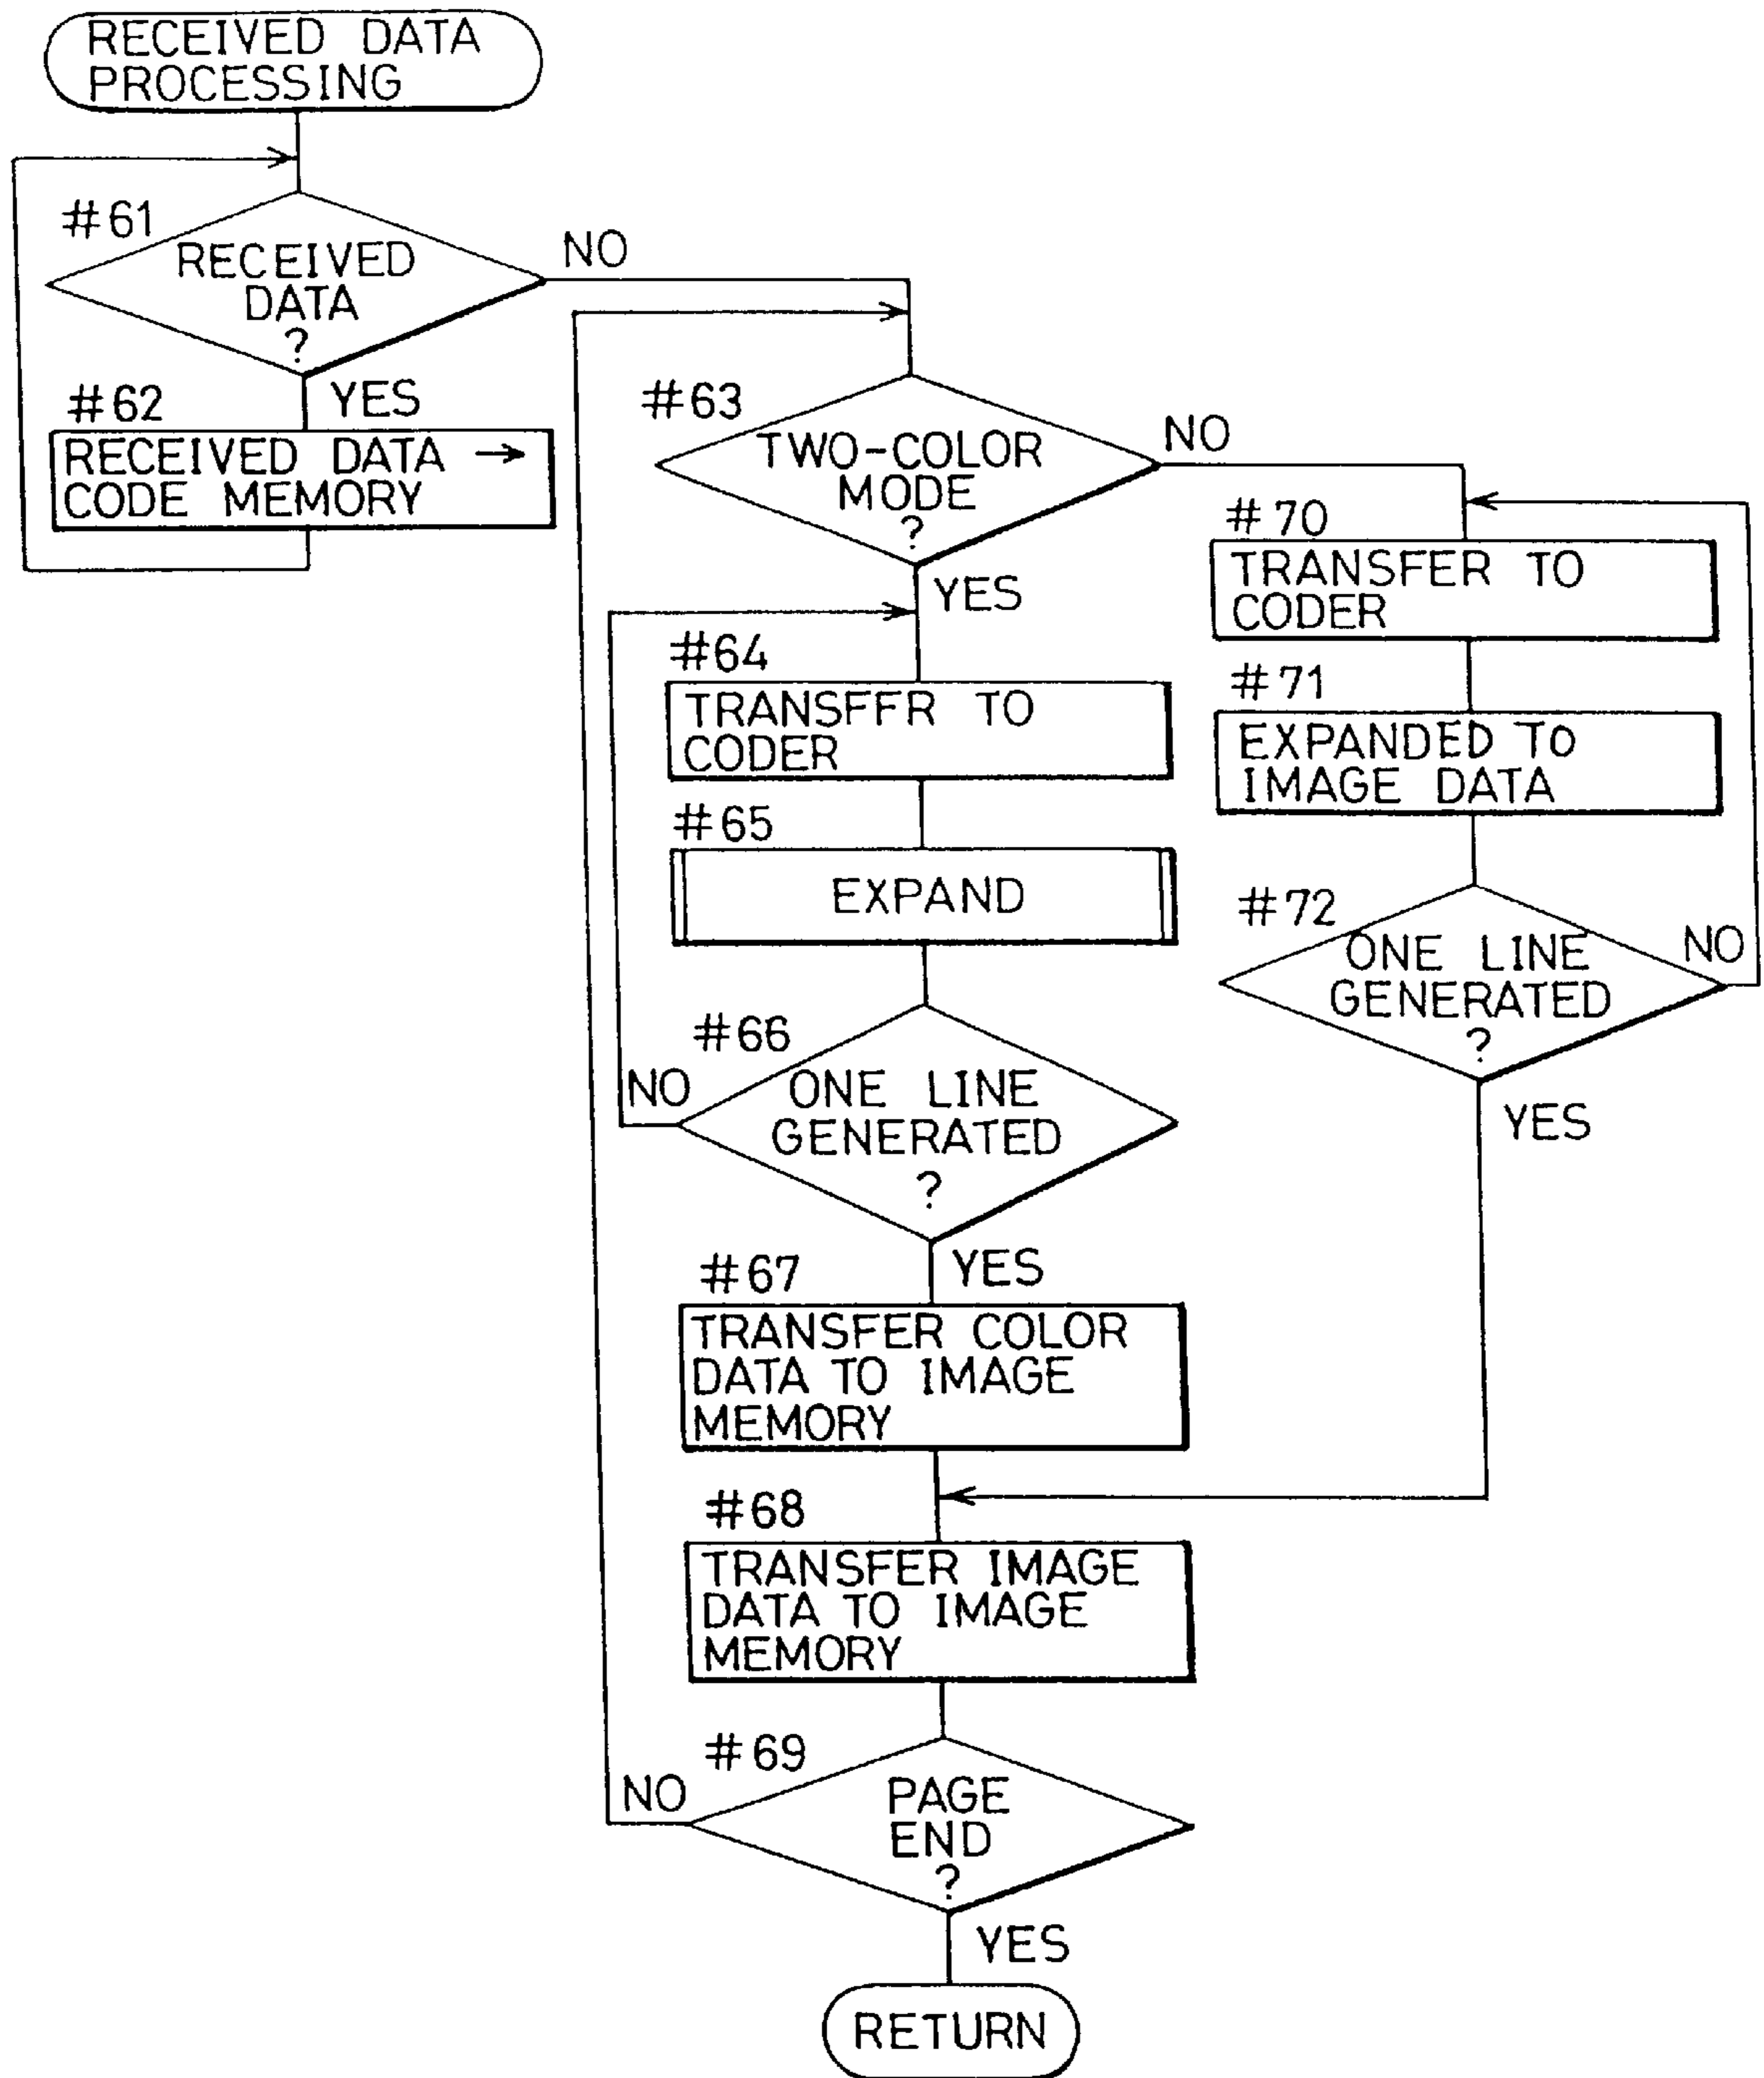 RECEIVED DATA
PROCESSING
#61
RECEIVED
DATA
?
NO
YES
#62
RECEIVED DATA →
CODE MEMORY
#63
TWO-COLOR
MODE
?
NO
YES
#64
TRANSFFR TO
CODER
#65
EXPAND
#66
ONE LINE
GENERATED
?
NO
YES
#67
TRANSFER COLOR
DATA TO IMAGE
MEMORY
#68
TRANSFER IMAGE
DATA TO IMAGE
MEMORY
#69
PAGE
END
?
NO
YES
RETURN
#70
TRANSFER TO
CODER
#71
EXPANDED TO
IMAGE DATA
#72
ONE LINE
GENERATED
?
NO
YES